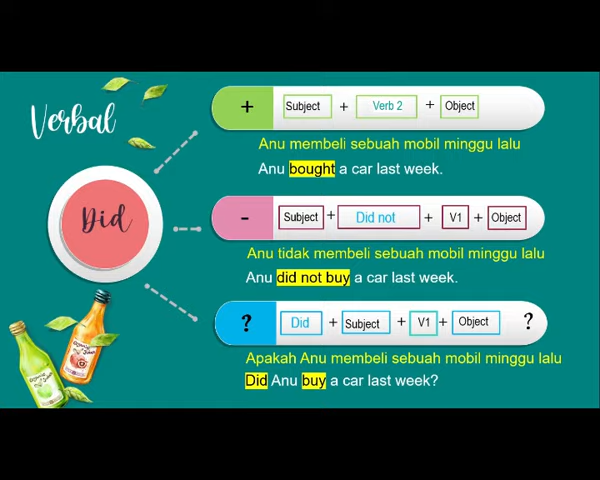 Verbal
Did
+ Subject + Verb 2 + Object
Anu membeli sebuah mobil minggu lalu
Anu bought a car last week.
- Subject + Did not + V1 + Object
Anu tidak membeli sebuah mobil minggu lalu
Anu did not buy a car last week.
? Did + Subject + V1 + Object ?
Apakah Anu membeli sebuah mobil minggu lalu
Did Anu buy a car last week?